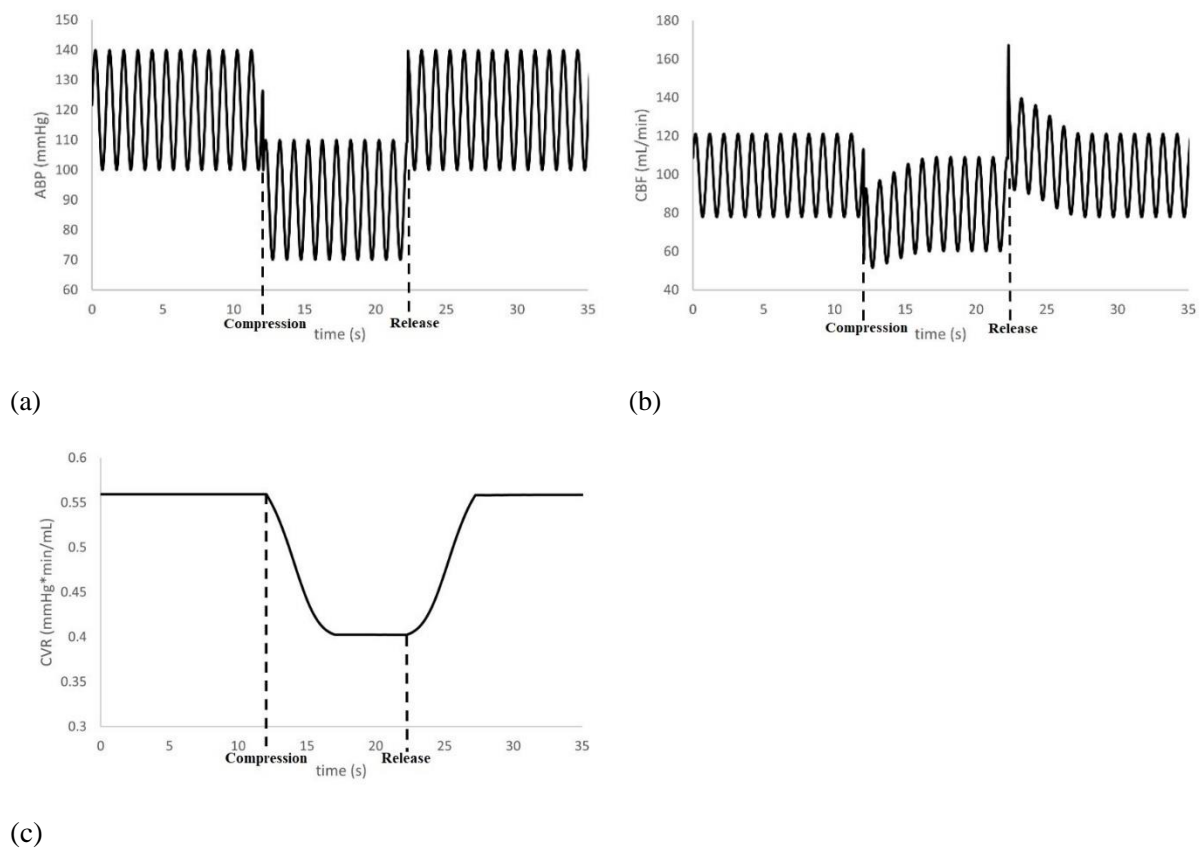 150
140
130
120
110
100
90
80
70
60
ABP (mmHg)
0 5 10 15 20 25 30 35
Compression Release
time (s)
(a)
180
160
140
120
100
80
60
40
CBF (mL/min)
0 5 10 15 20 25 30 35
Compression Release
time (s)
(b)
0.6
0.55
0.5
0.45
0.4
0.35
0.3
CVR (mmHg*min/mL)
0 5 10 15 20 25 30 35
Compression Release
time (s)
(c)